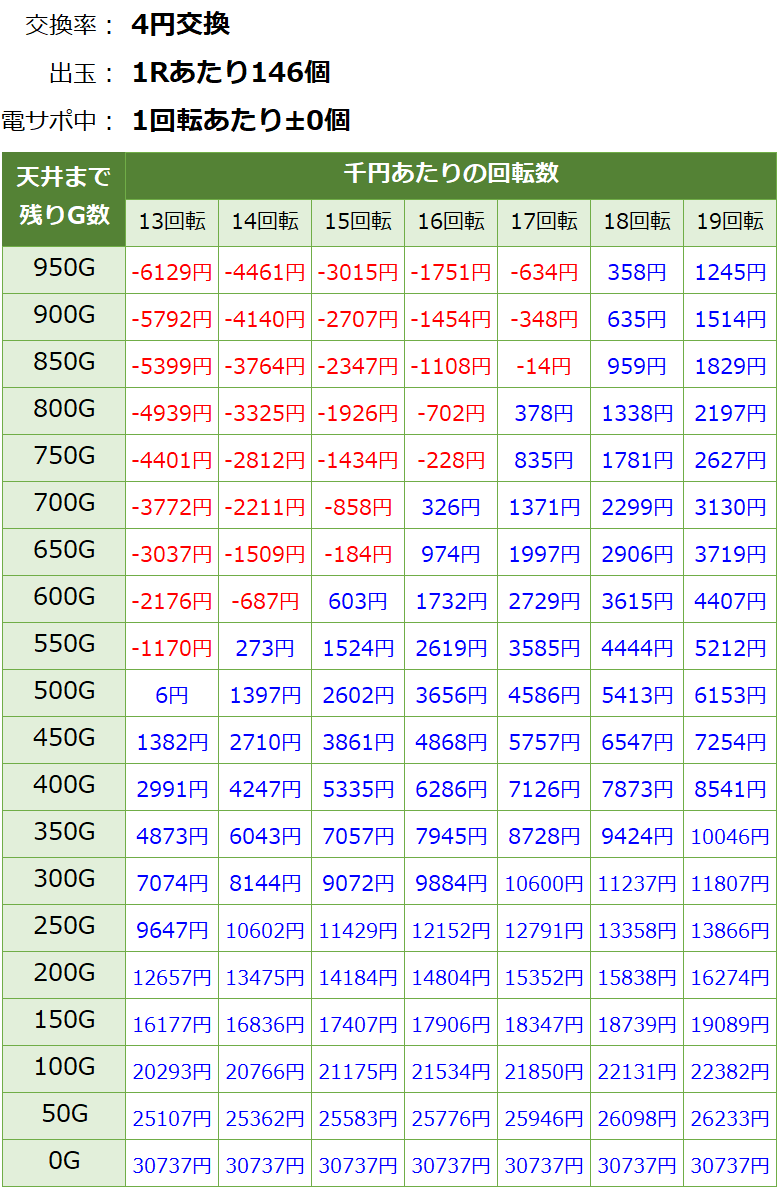 交換率： 4円交換
出玉： 1Rあたり146個
電サポ中： 1回転あたり±0個
天井まで残りG数 千円あたりの回転数
13回転 14回転 15回転 16回転 17回転 18回転 19回転
950G -6129円 -4461円 -3015円 -1751円 -634円 358円 1245円
900G -5792円 -4140円 -2707円 -1454円 -348円 635円 1514円
850G -5399円 -3764円 -2347円 -1108円 -14円 959円 1829円
800G -4939円 -3325円 -1926円 -702円 378円 1338円 2197円
750G -4401円 -2812円 -1434円 -228円 835円 1781円 2627円
700G -3772円 -2211円 -858円 326円 1371円 2299円 3130円
650G -3037円 -1509円 -184円 974円 1997円 2906円 3719円
600G -2176円 -687円 603円 1732円 2729円 3615円 4407円
550G -1170円 273円 1524円 2619円 3585円 4444円 5212円
500G 6円 1397円 2602円 3656円 4586円 5413円 6153円
450G 1382円 2710円 3861円 4868円 5757円 6547円 7254円
400G 2991円 4247円 5335円 6286円 7126円 7873円 8541円
350G 4873円 6043円 7057円 7945円 8728円 9424円 10046円
300G 7074円 8144円 9072円 9884円 10600円 11237円 11807円
250G 9647円 10602円 11429円 12152円 12791円 13358円 13866円
200G 12657円 13475円 14184円 14804円 15352円 15838円 16274円
150G 16177円 16836円 17407円 17906円 18347円 18739円 19089円
100G 20293円 20766円 21175円 21534円 21850円 22131円 22382円
50G 25107円 25362円 25583円 25776円 25946円 26098円 26233円
0G 30737円 30737円 30737円 30737円 30737円 30737円 30737円